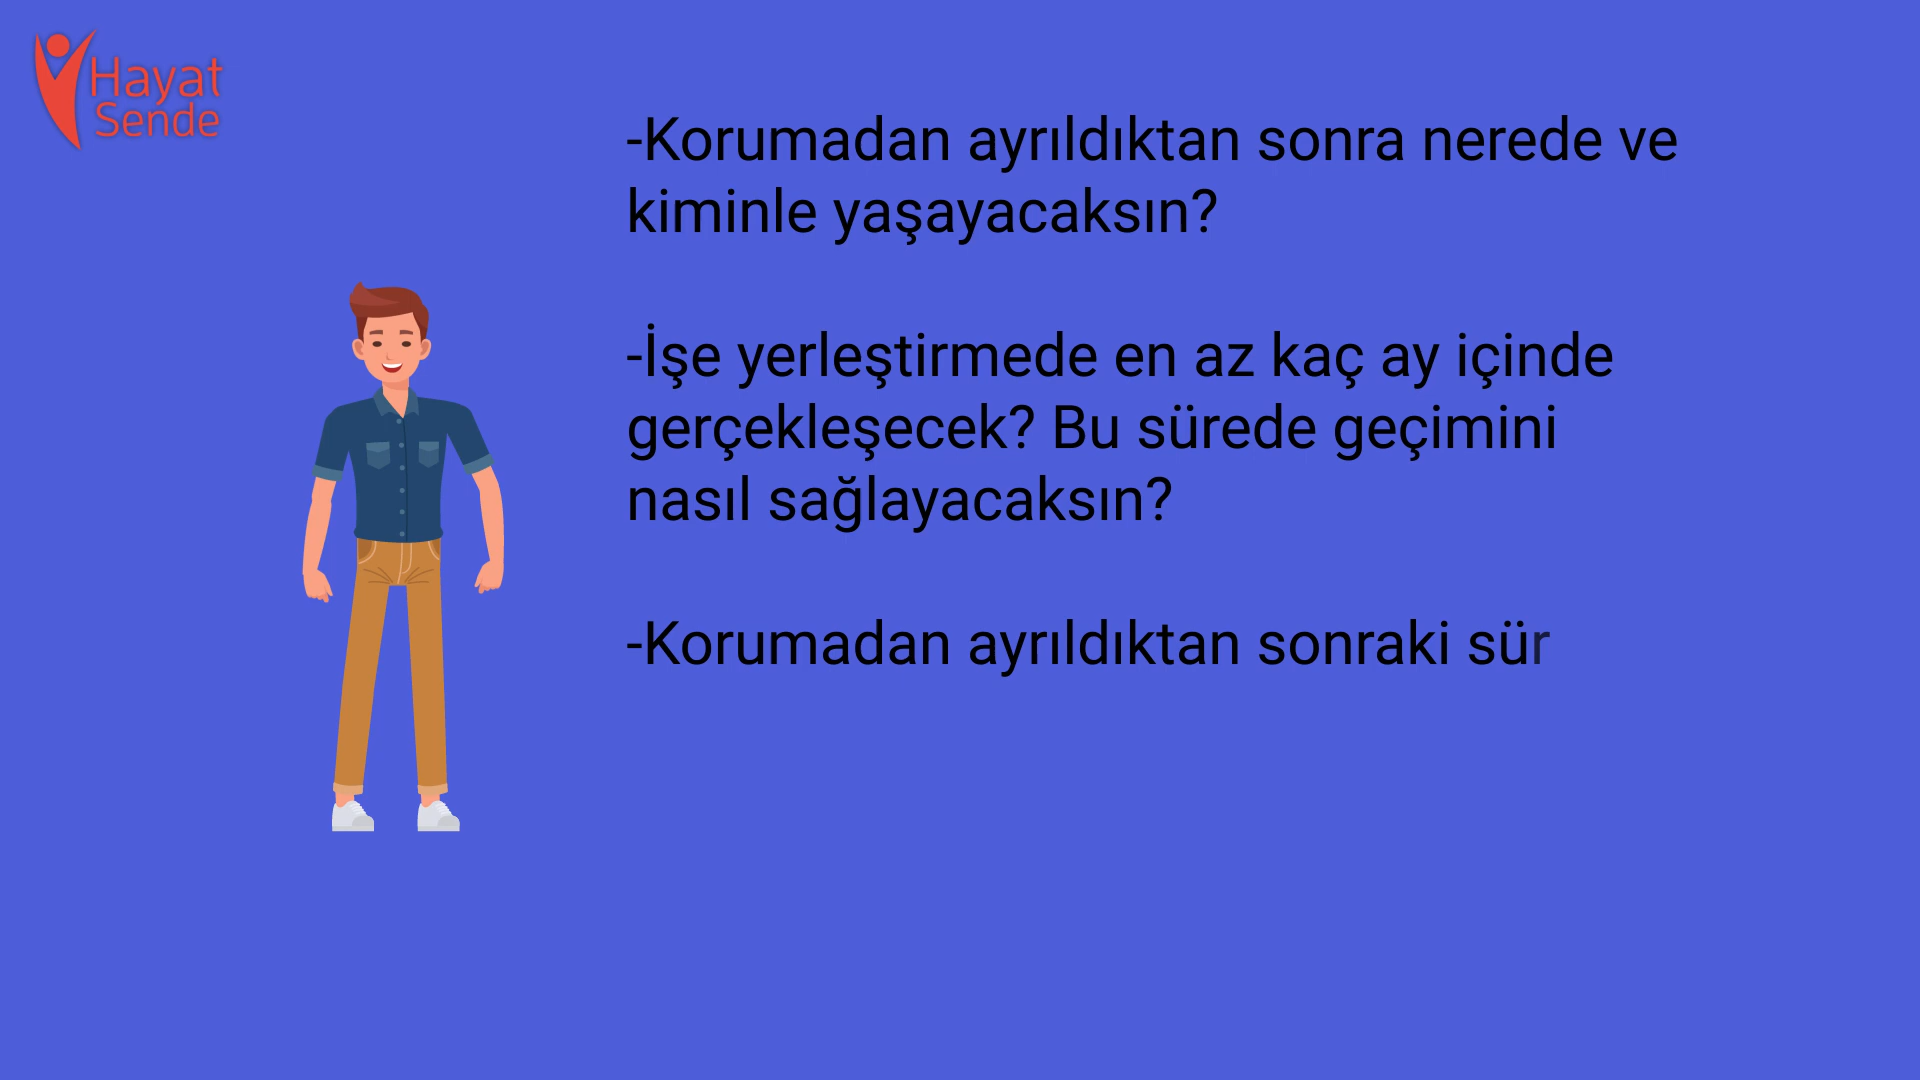 Hayat
Sende
-Korumadan ayrıldıktan sonra nerede ve
kiminle yaşayacaksın?
-İşe yerleştirmede en az kaç ay içinde
gerçekleşecek? Bu sürede geçimini
nasıl sağlayacaksın?
-Korumadan ayrıldıktan sonraki sür